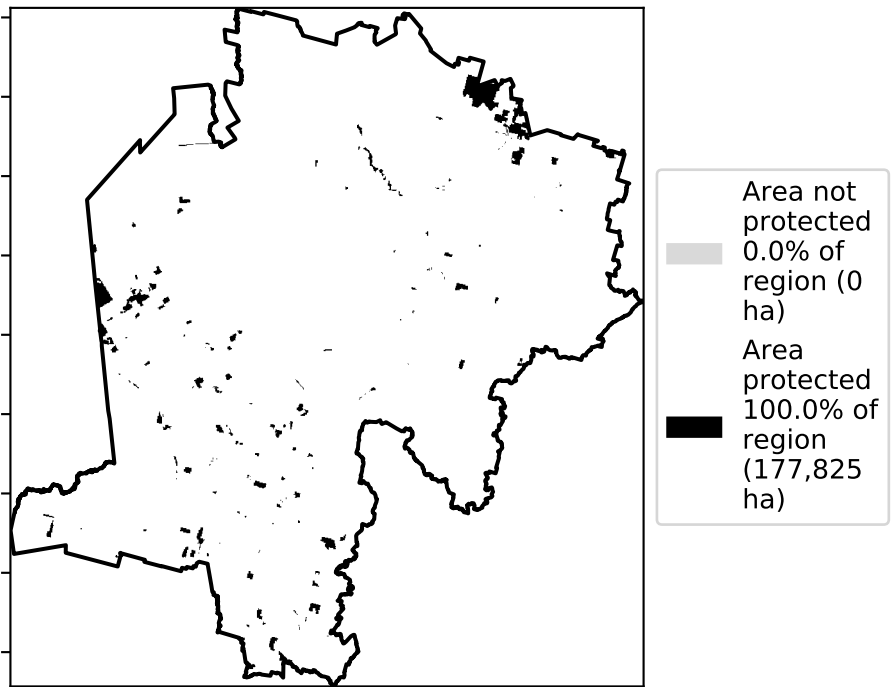 Area not
protected
0.0% of
region (0
ha)
Area
protected
100.0% of
region
(177,825
ha)